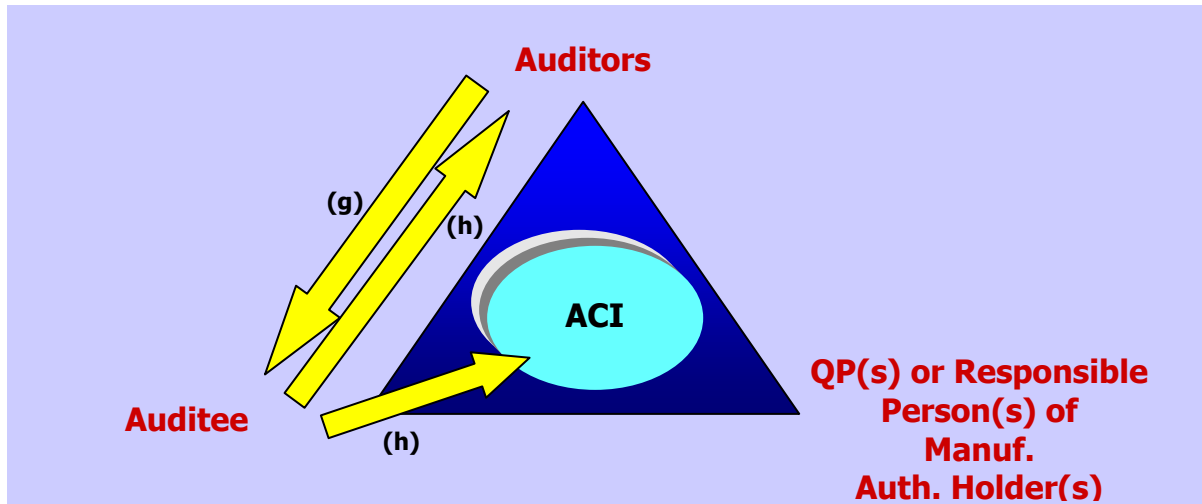 Auditors
(g)
(h)
ACI
QP(s) or Responsible
Person(s) of
Manuf.
Auth. Holder(s)
Auditee
(h)